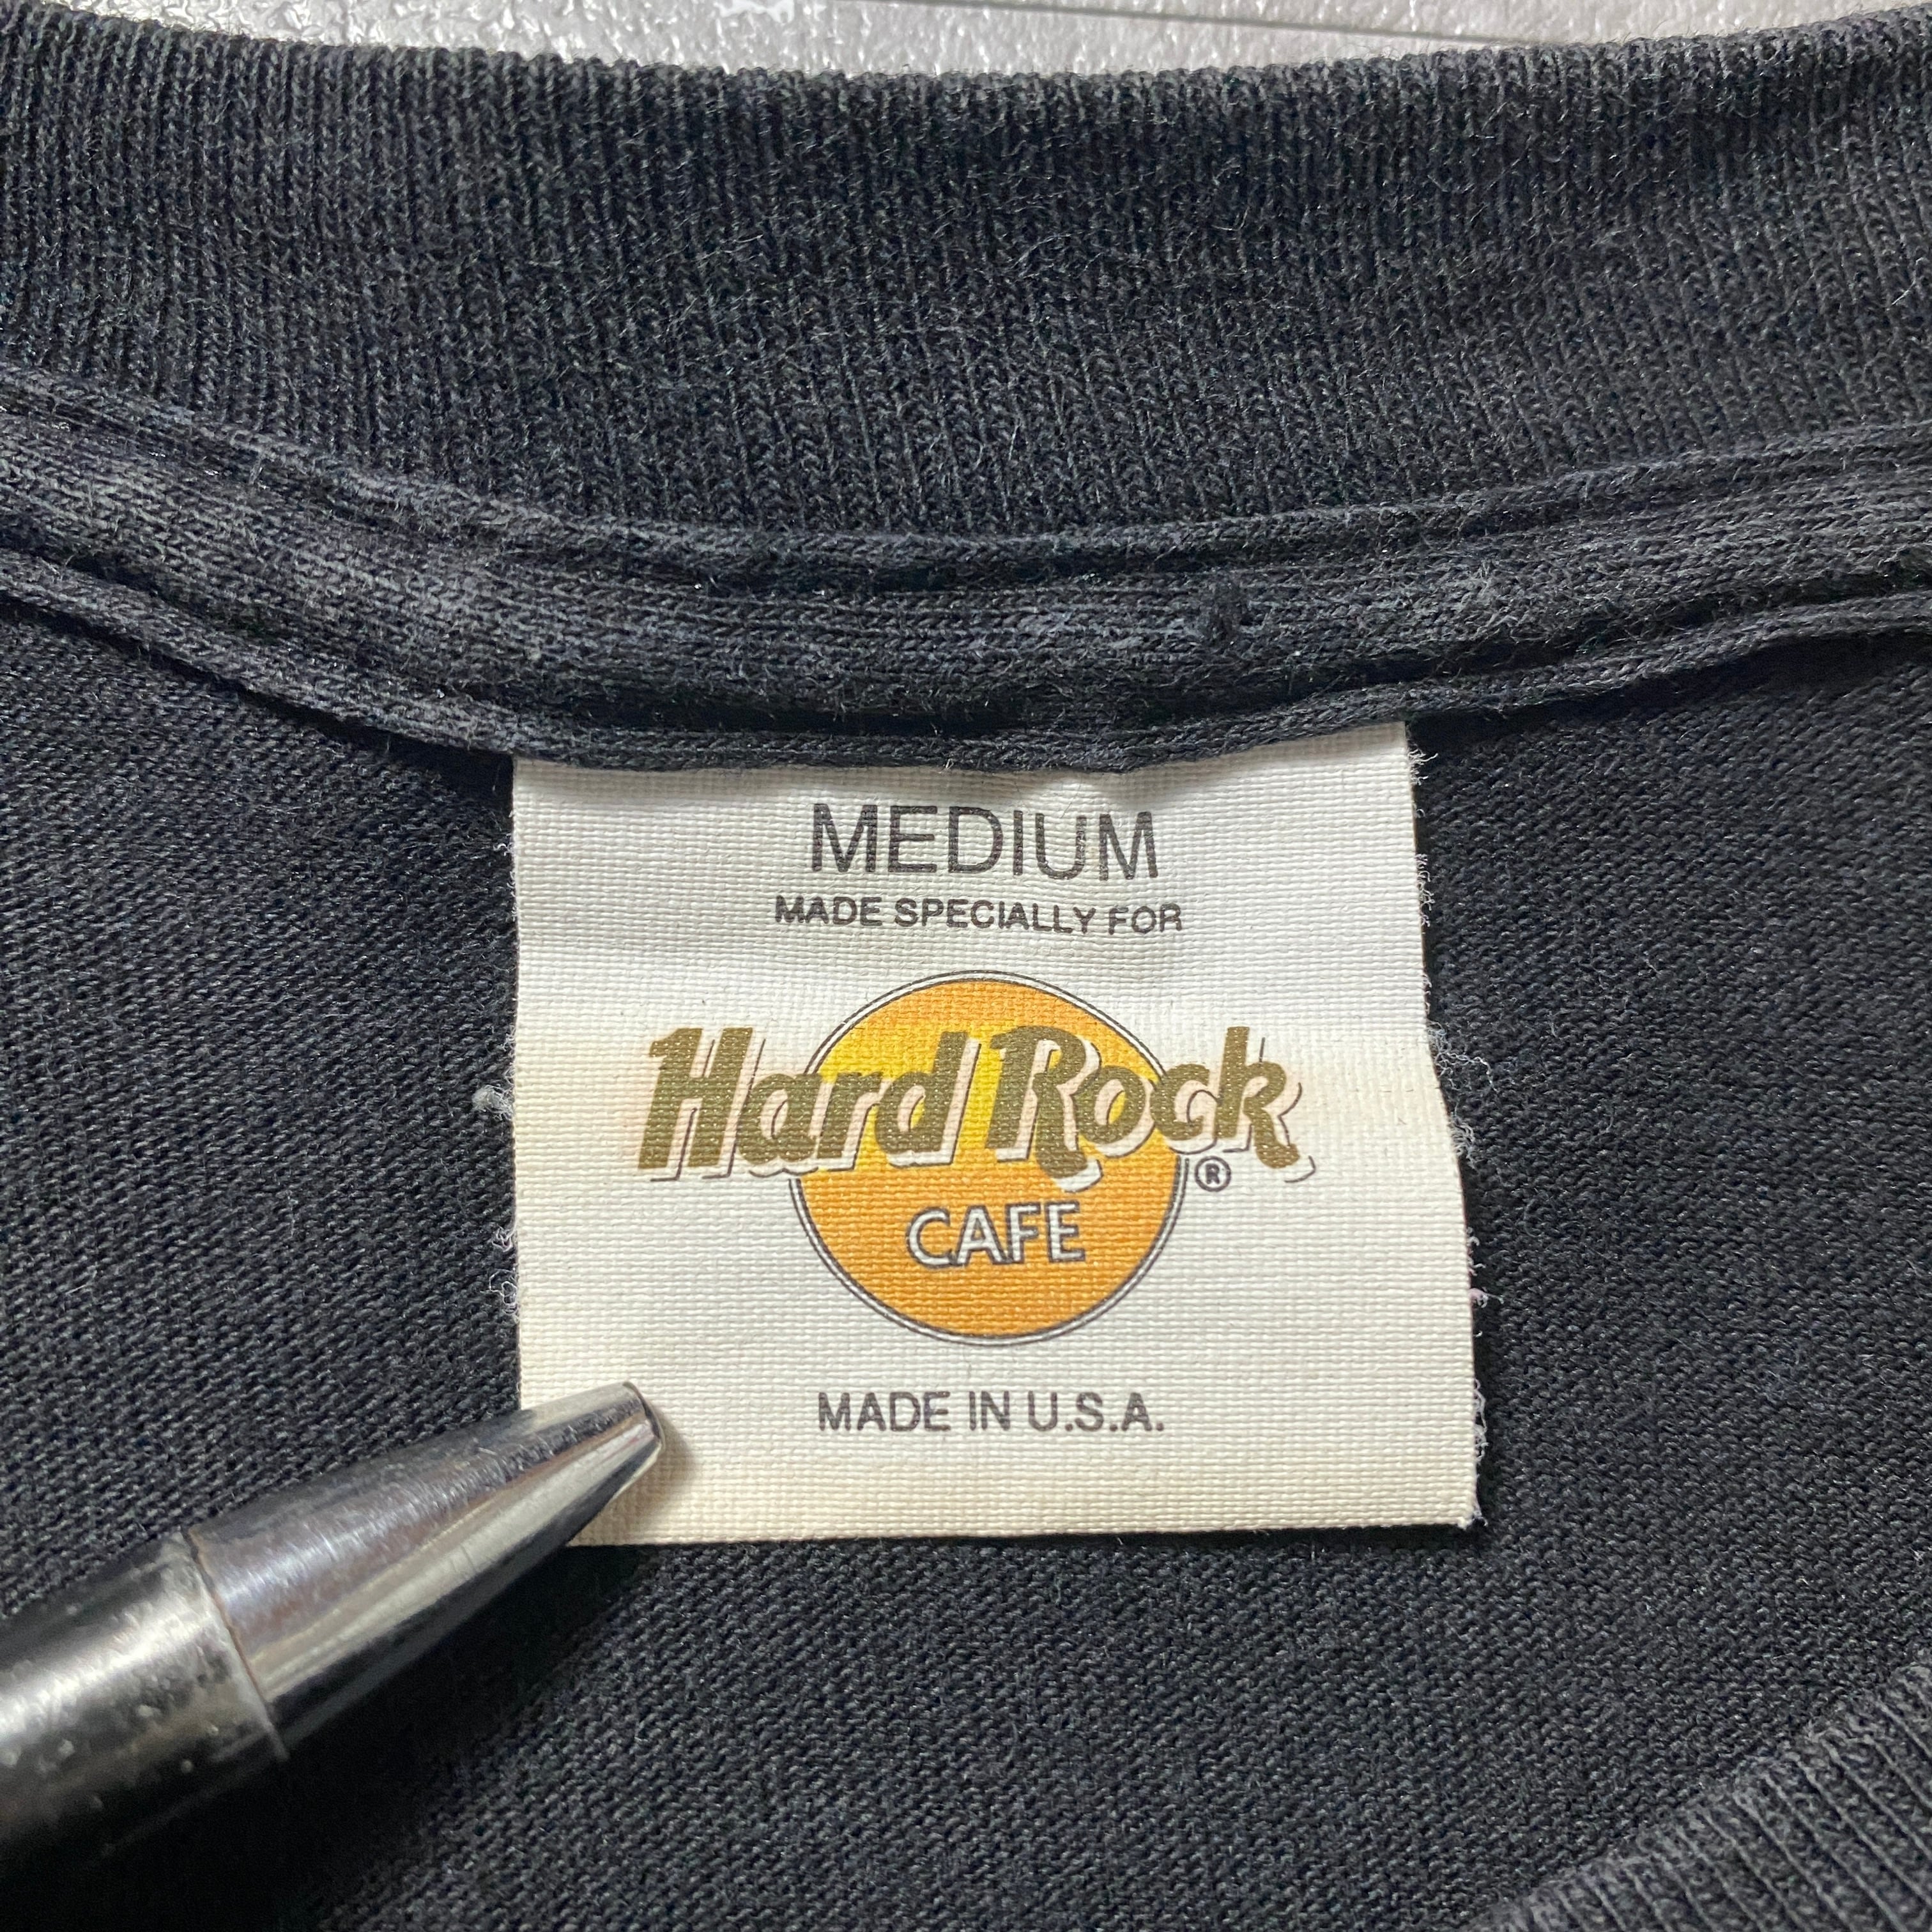 MEDIUM
MADE SPECIALLY FOR
Hard Rock
®
CAFE
MADE IN U.S.A.